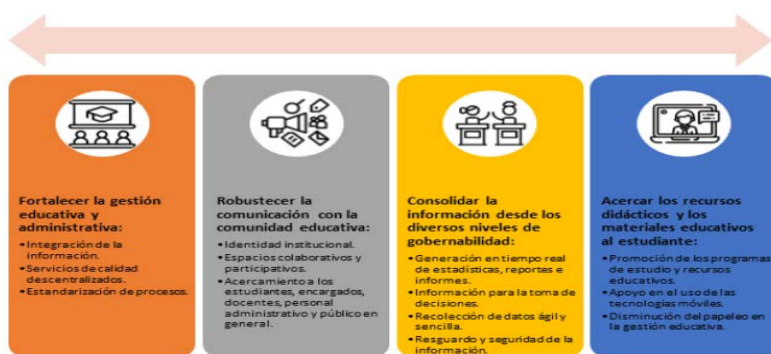 Fortalecer la gestión
educativa y
administrativa:
•Integración de la
información.
•Servicios de calidad
descentralizados.
•Estandarización de procesos.
Robustecer la
comunicación con la
comunidad educativa:
•Identidad institucional.
•Espacios colaborativos y
participativos.
•Acercamiento a los
estudiantes, encargados,
docentes, personal
administrativo y público en
general.
Consolidar la
información desde los
diversos niveles de
gobernabilidad:
•Generación en tiempo real
de estadísticas, reportes e
informes.
•Información para la toma de
decisiones.
•Recolección de datos ágil y
sencilla.
•Resguardo y seguridad de la
información.
Acercar los recursos
didácticos y los
materiales educativos
al estudiante:
•Promoción de los programas
de estudio y recursos
educativos.
•Apoyo en el uso de las
tecnologías móviles.
•Disminución del papeleo en
la gestión educativa.